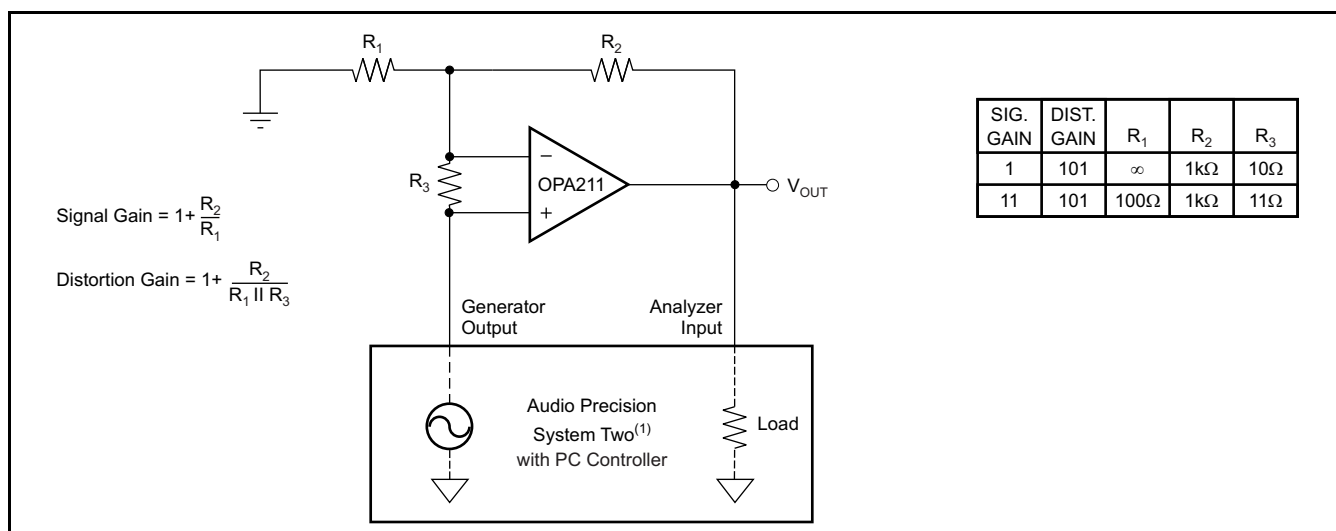 R1
R2
R3
−
OPA211
+
VOUT
Signal Gain = 1+ R2
R1
Distortion Gain = 1+ R2
R1 II R3
Generator
Output
Analyzer
Input
Audio Precision
System Two(1)
with PC Controller
Load
SIG. GAIN DIST. GAIN R1 R2 R3
1 101 ∞ 1kΩ 10Ω
11 101 100Ω 1kΩ 11Ω